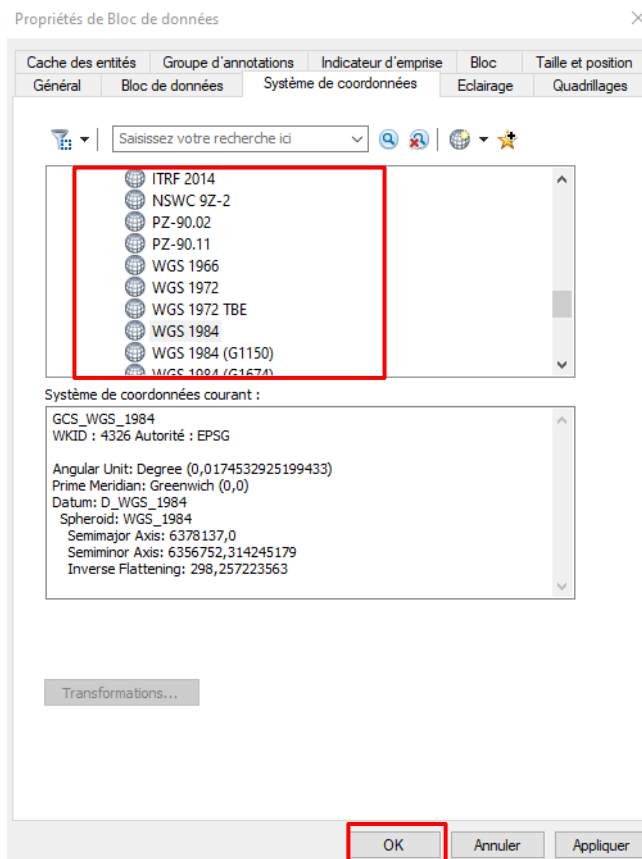 Propriétés de Bloc de données
Cache des entités Groupe d'annotations Indicateur d'emprise Bloc Taille et position
Général Bloc de données Système de coordonnées Eclairage Quadrillages
Saisissez votre recherche ici
ITRF 2014
NSWC 9Z-2
PZ-90.02
PZ-90.11
WGS 1966
WGS 1972
WGS 1972 TBE
WGS 1984
WGS 1984 (G1150)
WGS 1984 (G1674)
Système de coordonnées courant :
GCS_WGS_1984
WKID : 4326 Autorité : EPSG
Angular Unit: Degree (0,0174532925199433)
Prime Meridian: Greenwich (0,0)
Datum: D_WGS_1984
Spheroid: WGS_1984
Semimajor Axis: 6378137,0
Semiminor Axis: 6356752,314245179
Inverse Flattening: 298,257223563
Transformations...
OK Annuler Appliquer